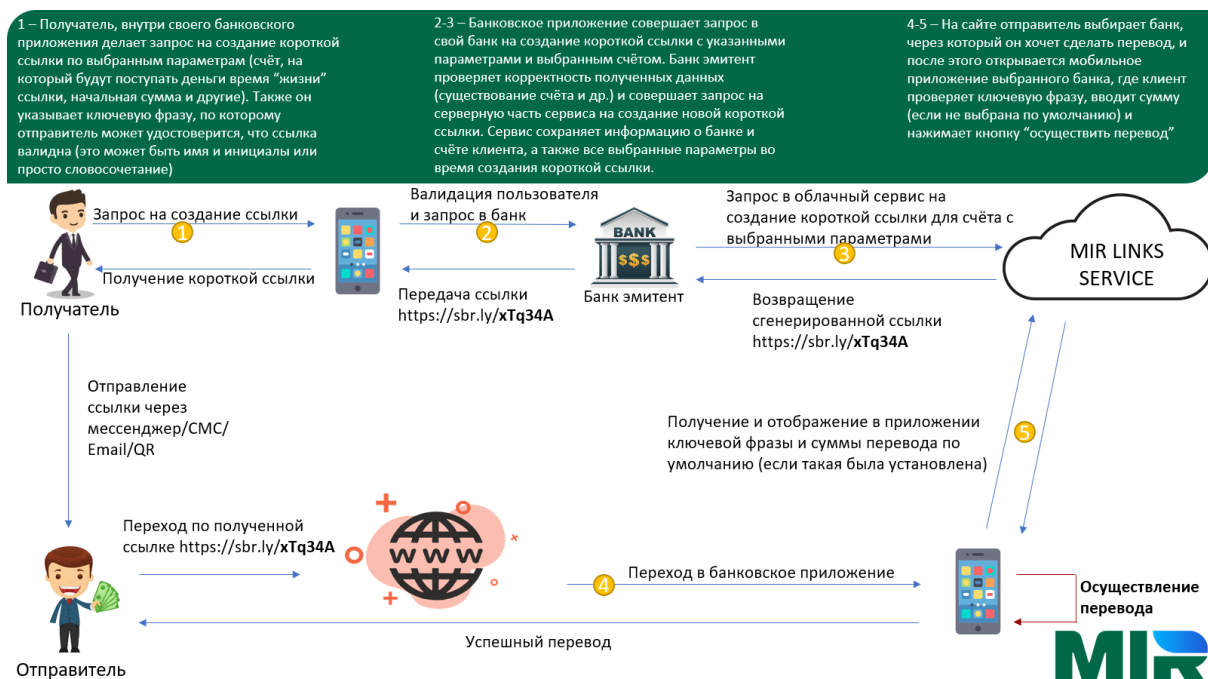 1 – Получатель, внутри своего банковского
приложения делает запрос на создание короткой
ссылки по выбранным параметрам (счёт, на
который будут поступать деньги время “жизни”
ссылки, начальная сумма и другие). Также он
указывает ключевую фразу, по которому
отправитель может удостоверится, что ссылка
валидна (это может быть имя и инициалы или
просто словосочетание)
2-3 – Банковское приложение совершает запрос в
свой банк на создание короткой ссылки с указанными
параметрами и выбранным счётом. Банк эмитент
проверяет корректность полученных данных
(существование счёта и др.) и совершает запрос на
серверную часть сервиса на создание новой короткой
ссылки. Сервис сохраняет информацию о банке и
счёте клиента, а также все выбранные параметры во
время создания короткой ссылки.
4-5 – На сайте отправитель выбирает банк,
через который он хочет сделать перевод, и
после этого открывается мобильное
приложение выбранного банка, где клиент
проверяет ключевую фразу, вводит сумму
(если не выбрана по умолчанию) и
нажимает кнопку “осуществить перевод”
Запрос на создание ссылки
1
Получение короткой ссылки
Получатель
Валидация пользователя
и запрос в банк
2
Передача ссылки
https://sbr.ly/xTq34A
BANK
$$$
Банк эмитент
Запрос в облачный сервис на
создание короткой ссылки для счёта с
выбранными параметрами
3
Возвращение
сгенерированной ссылки
https://sbr.ly/xTq34A
MIR LINKS
SERVICE
Отправление
ссылки через
мессенджер/СМС/
Email/QR
Получение и отображение в приложении
ключевой фразы и суммы перевода по
умолчанию (если такая была установлена)
5
Переход по полученной
ссылке https://sbr.ly/xTq34A
WWW
4
Переход в банковское приложение
Осуществление
перевода
Успешный перевод
Отправитель
MIR